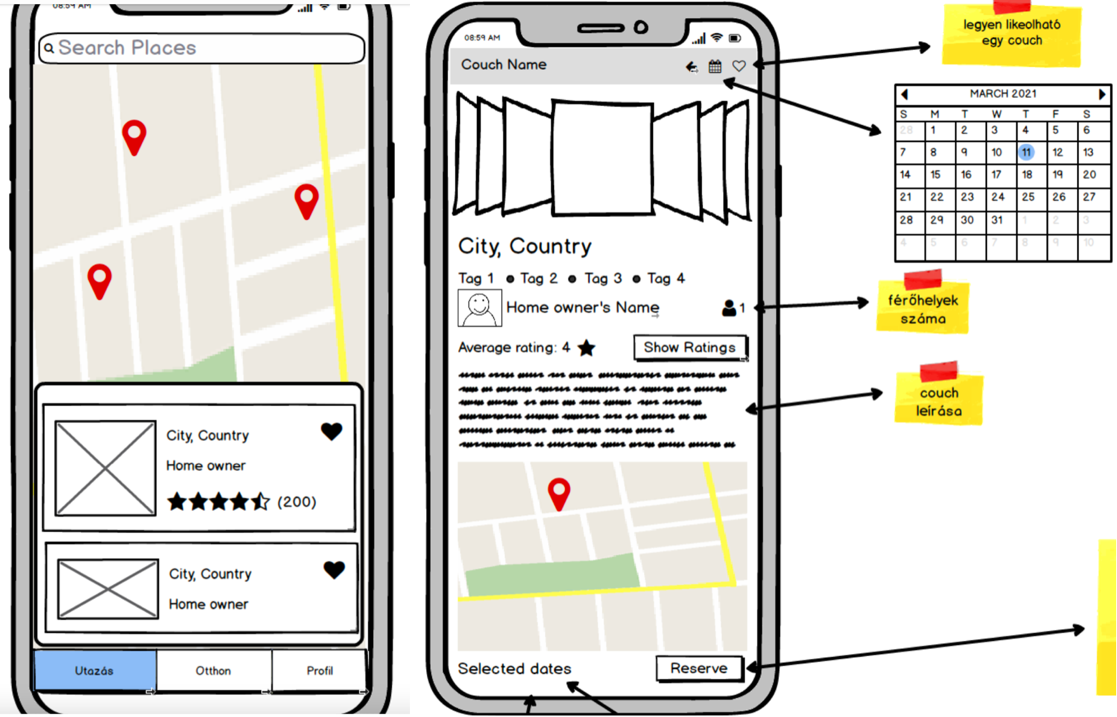 08:59 AM
Search Places
City, Country
Home owner
(200)
City, Country
Home owner
Utazás
Otthon
Profil
08:59 AM
Couch Name
City, Country
Tag 1 ● Tag 2 ● Tag 3 ● Tag 4
Home owner's Name
1
Average rating: 4
Show Ratings
Selected dates
Reserve
legyen likeolható
egy couch
MARCH 2021
S M T W T F S
28 1 2 3 4 5 6
7 8 9 10 11 12 13
14 15 16 17 18 19 20
21 22 23 24 25 26 27
28 29 30 31 1 2 3
4 5 6 7 8 9 10
férőhelyek
száma
couch
leírása